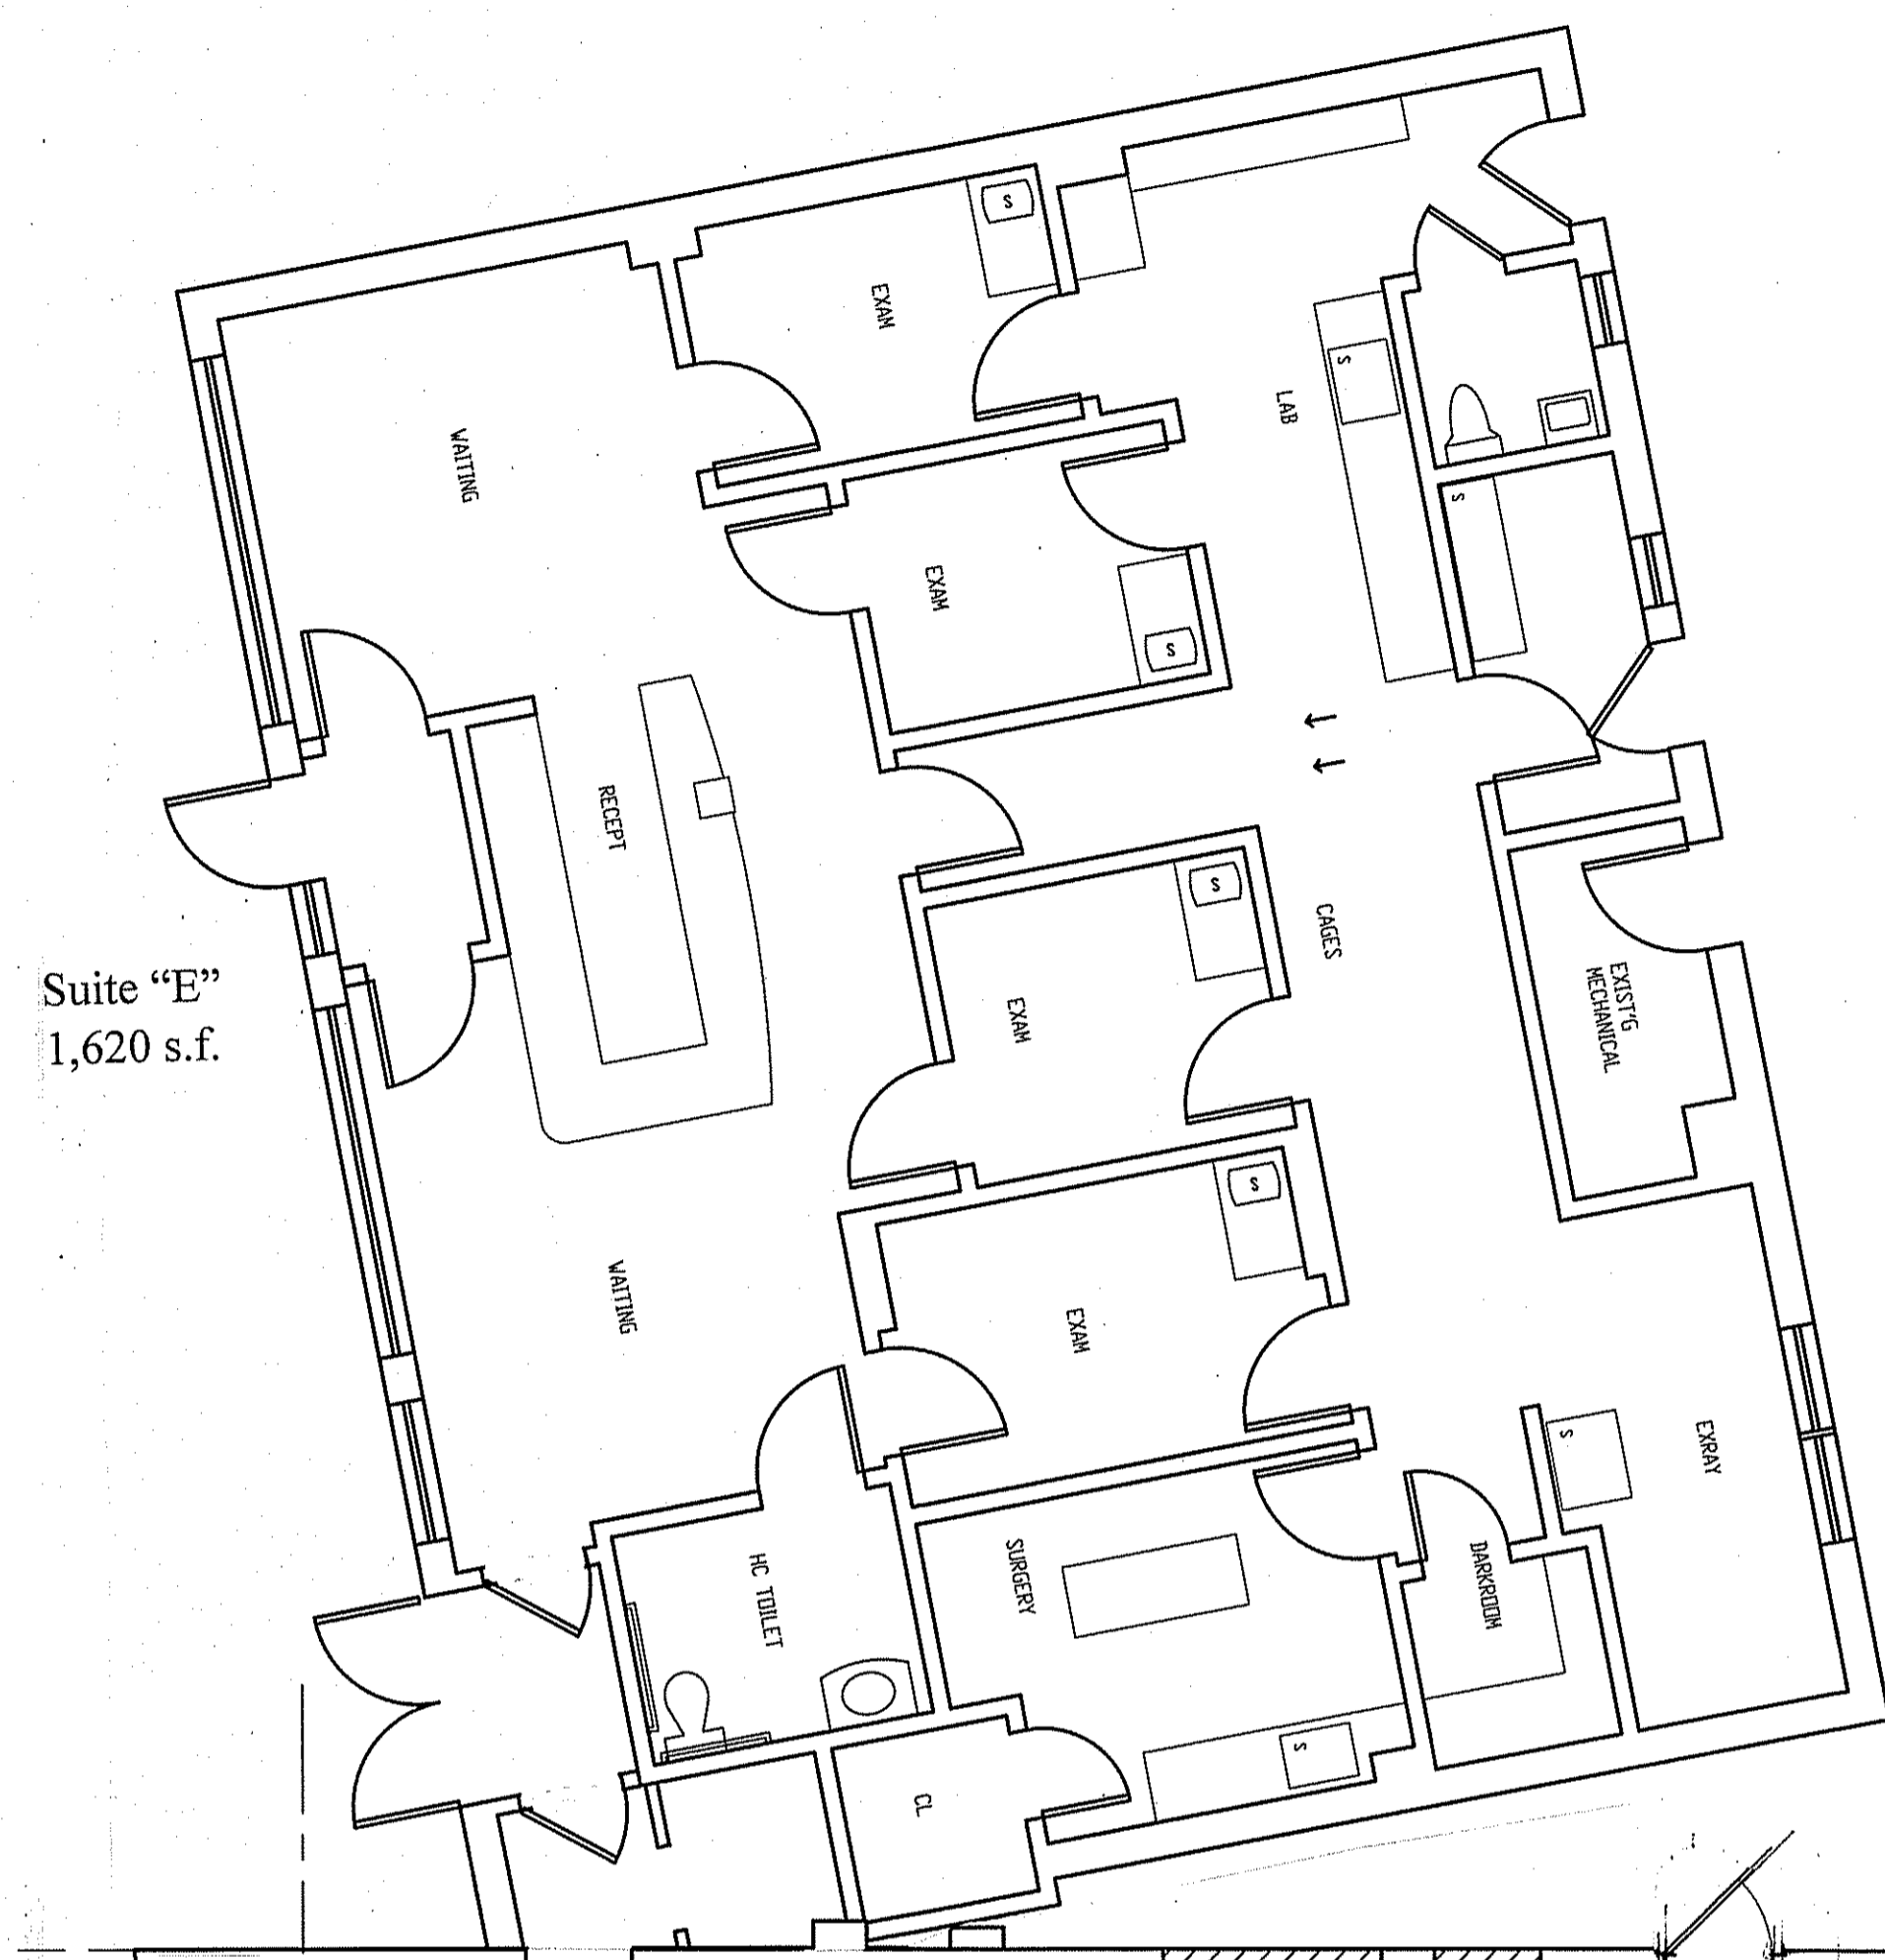 S
EXAM
S
LAB
WAITING
S
EXAM
S
RECEPT
S
CAGES
Suite “E”
1,620 s.f.
EXAM
EXIST'G
MECHANICAL
S
WAITING
EXAM
S
EXRAY
SURGERY
DARKROOM
HC TOILET
S
CL